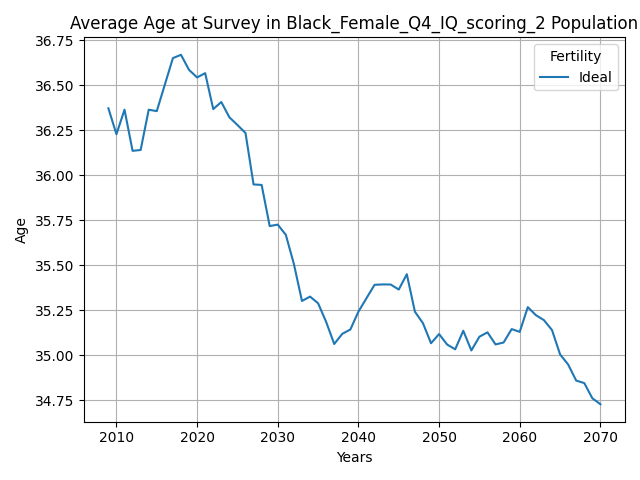 Average Age at Survey in Black_Female_Q4_IQ_scoring_2 Population
Fertility
Ideal
36.75
36.50
36.25
36.00
35.75
35.50
35.25
35.00
34.75
Age
2010 2020 2030 2040 2050 2060 2070
Years